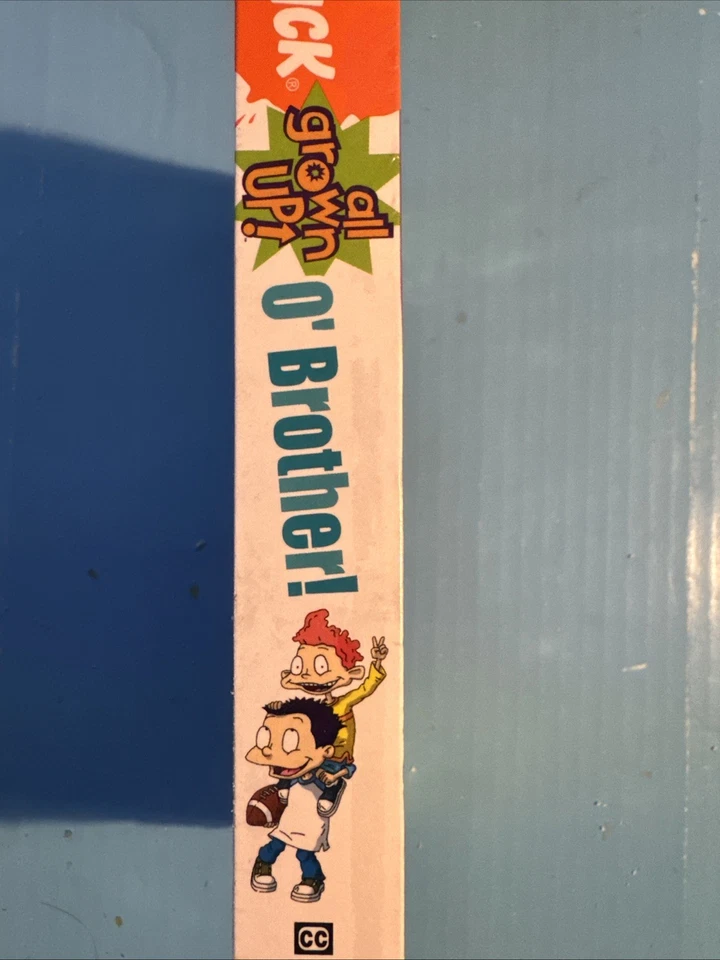 ICK®
all
grown
UP!
O' Brother!
CC